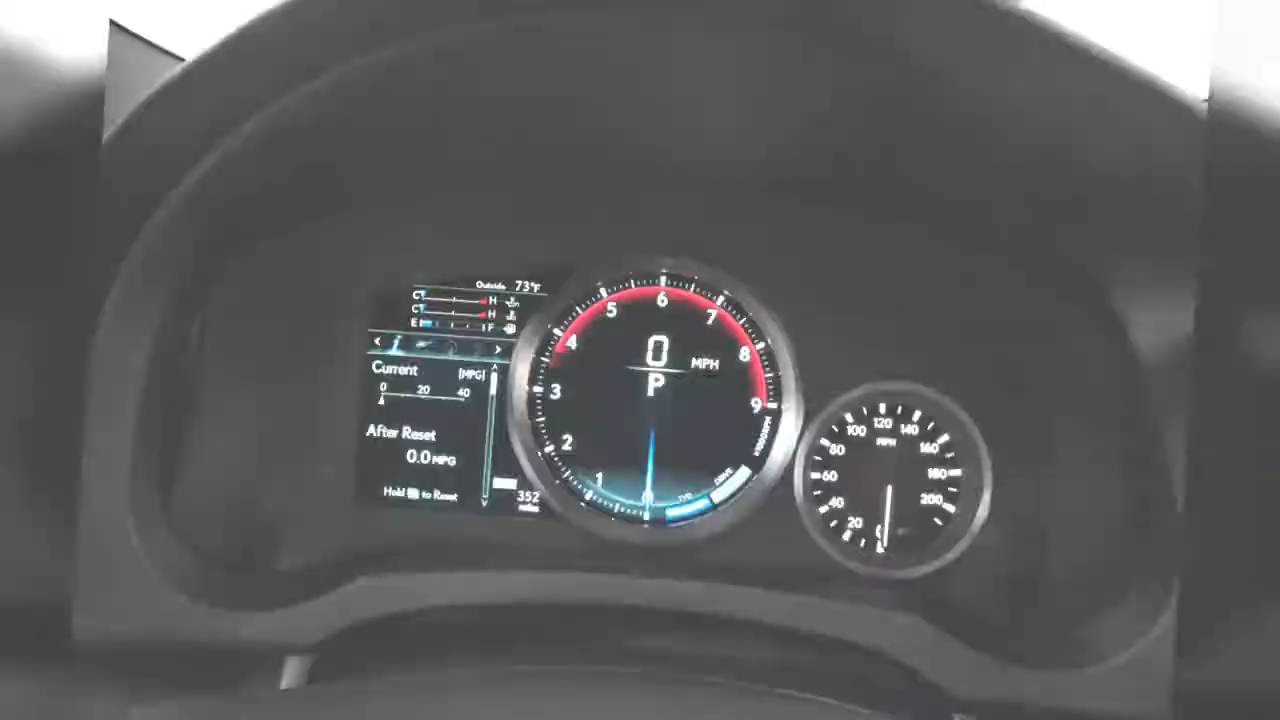 Outside 73°F
C H
C H
E F
Current [MPG]
0 20 40
After Reset
0.0 MPG
Hold to Reset
352
miles
0 1 2 3 4 5 6 7 8 9
x1000RPM
0 MPH
P
20 40 60 80 100 120 140 160 180 200
MPH